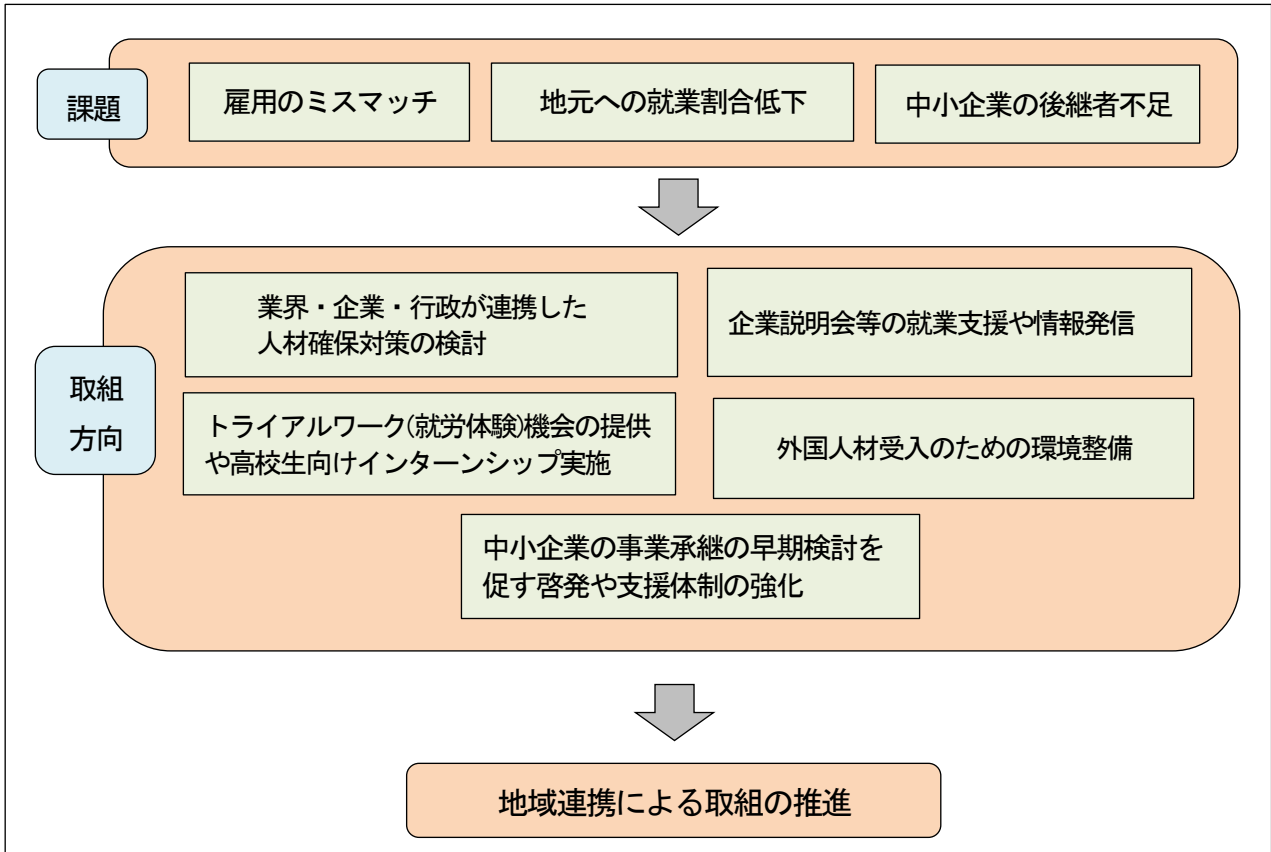 課題
雇用のミスマッチ
地元への就業割合低下
中小企業の後継者不足
取組
方向
業界・企業・行政が連携した
人材確保対策の検討
企業説明会等の就業支援や情報発信
トライアルワーク(就労体験)機会の提供
や高校生向けインターンシップ実施
外国人材受入のための環境整備
中小企業の事業承継の早期検討を
促す啓発や支援体制の強化
地域連携による取組の推進